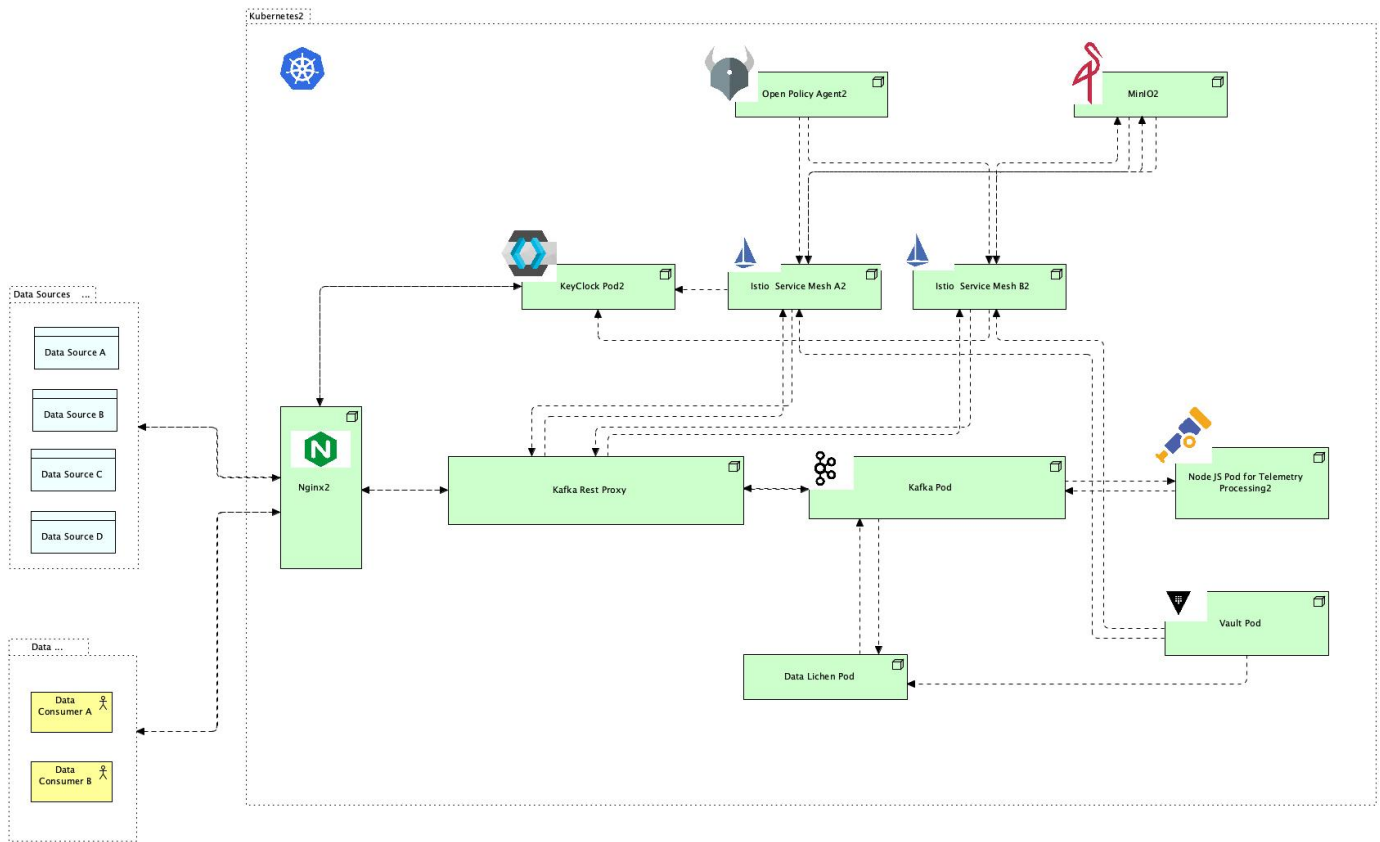 Kubernetes2
Open Policy Agent2
MinIO2
KeyClock Pod2
Istio Service Mesh A2
Istio Service Mesh B2
Data Sources ...
Data Source A
Data Source B
Data Source C
Data Source D
Nginx2
Kafka Rest Proxy
Kafka Pod
Node JS Pod for Telemetry
Processing2
Vault Pod
Data Lichen Pod
Data ...
Data
Consumer A
Data
Consumer B